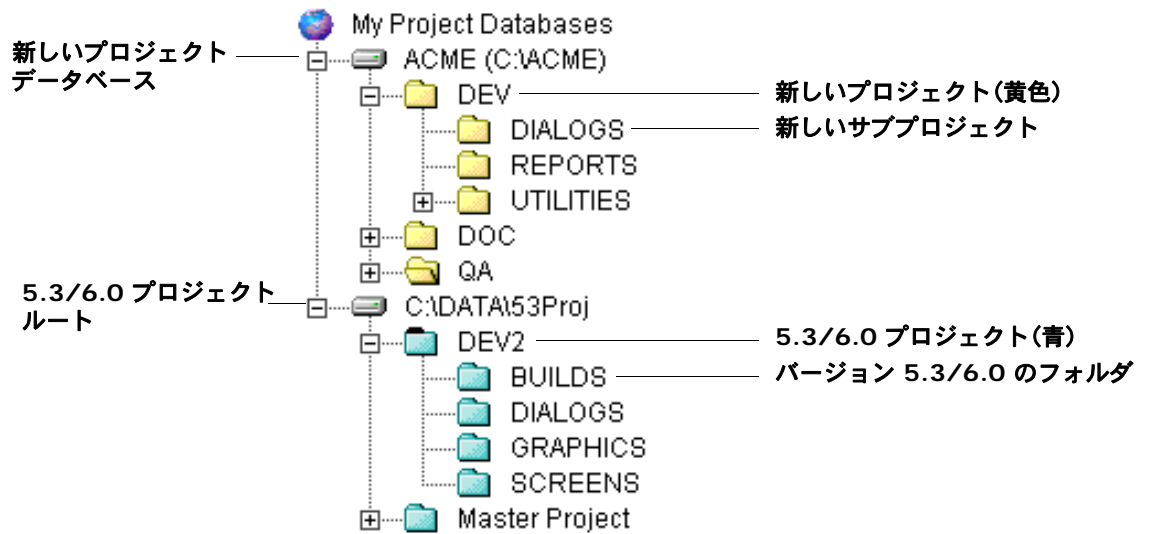 My Project Databases
新しいプロジェクト
データベース
ACME (C:\ACME)
DEV
新しいプロジェクト(黄色)
DIALOGS
新しいサブプロジェクト
REPORTS
UTILITIES
DOC
QA
5.3/6.0 プロジェクト
ルート
C:\DATA\53Proj
DEV2
5.3/6.0 プロジェクト(青)
BUILDS
バージョン 5.3/6.0 のフォルダ
DIALOGS
GRAPHICS
SCREENS
Master Project